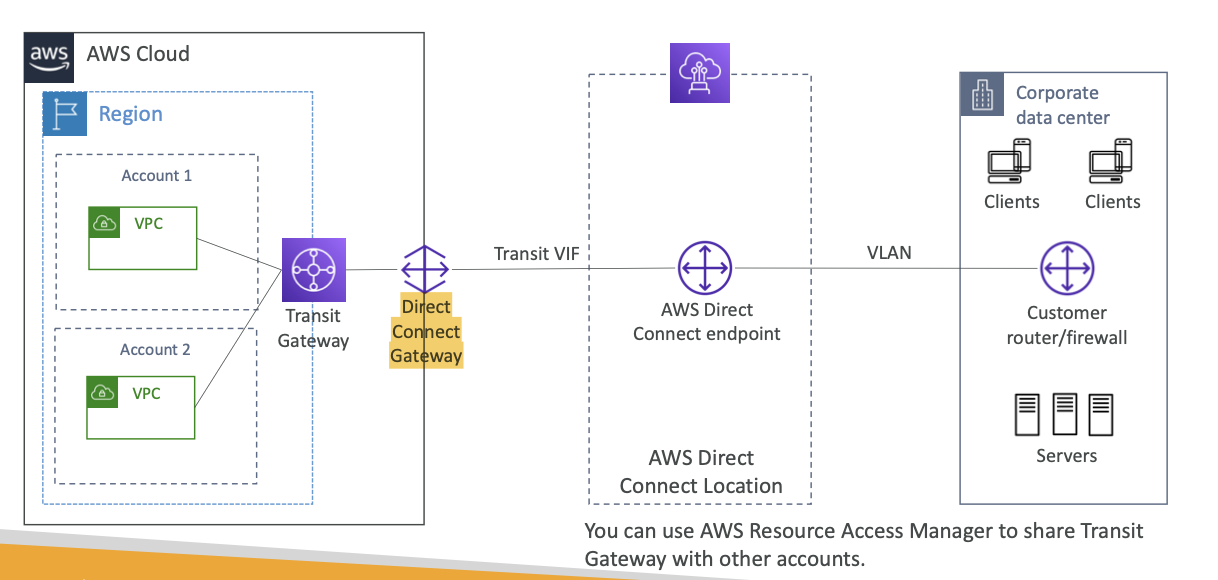 aws
AWS Cloud
Region
Account 1
VPC
Account 2
VPC
Transit
Gateway
Direct
Connect
Gateway
Transit VIF
AWS Direct
Connect endpoint
AWS Direct
Connect Location
VLAN
Corporate
data center
Clients
Clients
Customer
router/firewall
Servers
You can use AWS Resource Access Manager to share Transit
Gateway with other accounts.